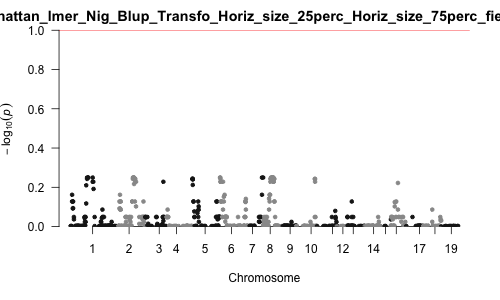 nattan_lmer_Nig_Blup_Transfo_Horiz_size_25perc_Horiz_size_75perc_fie
− log10(p)
1.0
0.8
0.6
0.4
0.2
0.0
1 2 3 4 5 6 7 8 9 10 12 14 17 19
Chromosome